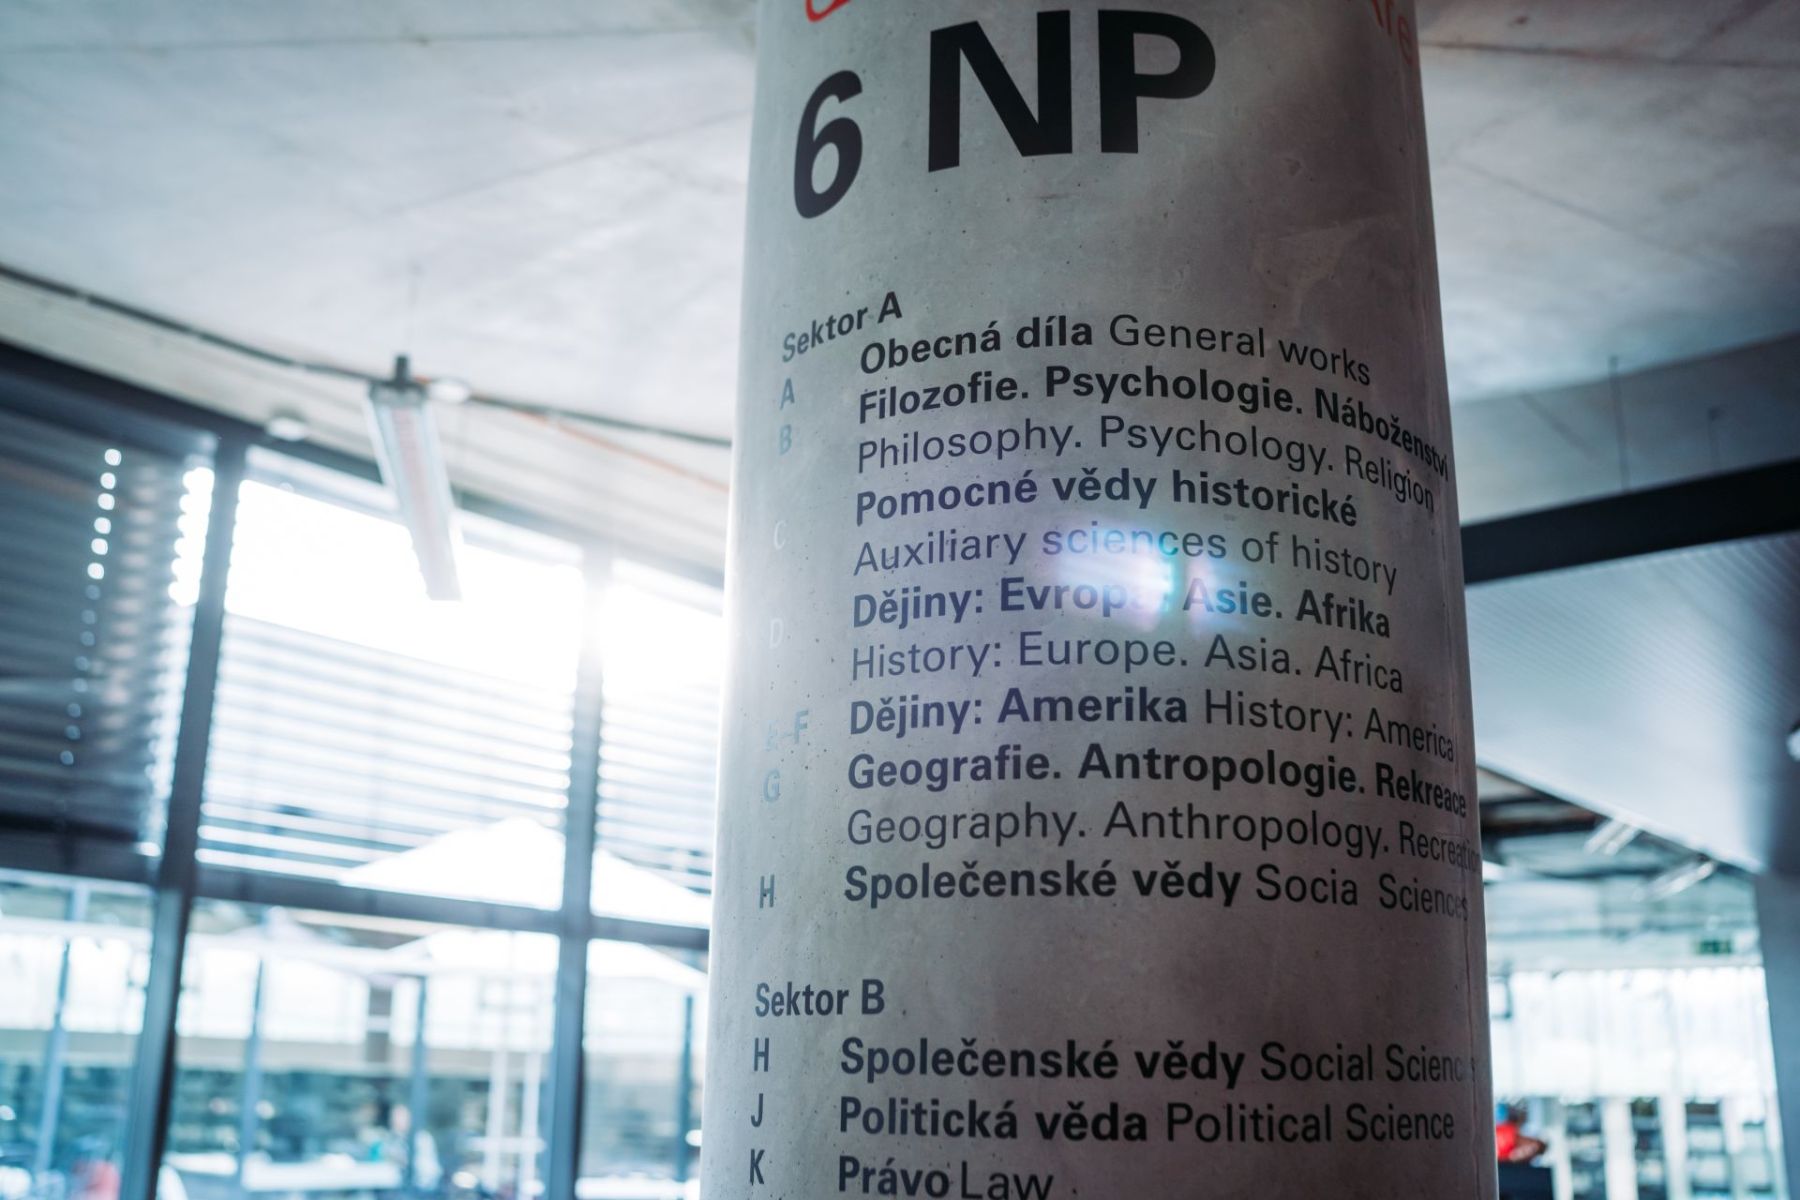 6 NP
Sektor A
A Obecná díla General works
B Filozofie. Psychologie. Náboženství
Philosophy. Psychology. Religion
C Pomocné vědy historické
Auxiliary sciences of history
D Dějiny: Evropa. Asie. Afrika
History: Europe. Asia. Africa
E-F Dějiny: Amerika History: America
G Geografie. Antropologie. Rekreace
Geography. Anthropology. Recreation
H Společenské vědy Socia Sciences
Sektor B
H Společenské vědy Social Scienc
J Politická věda Political Science
K Právo Law